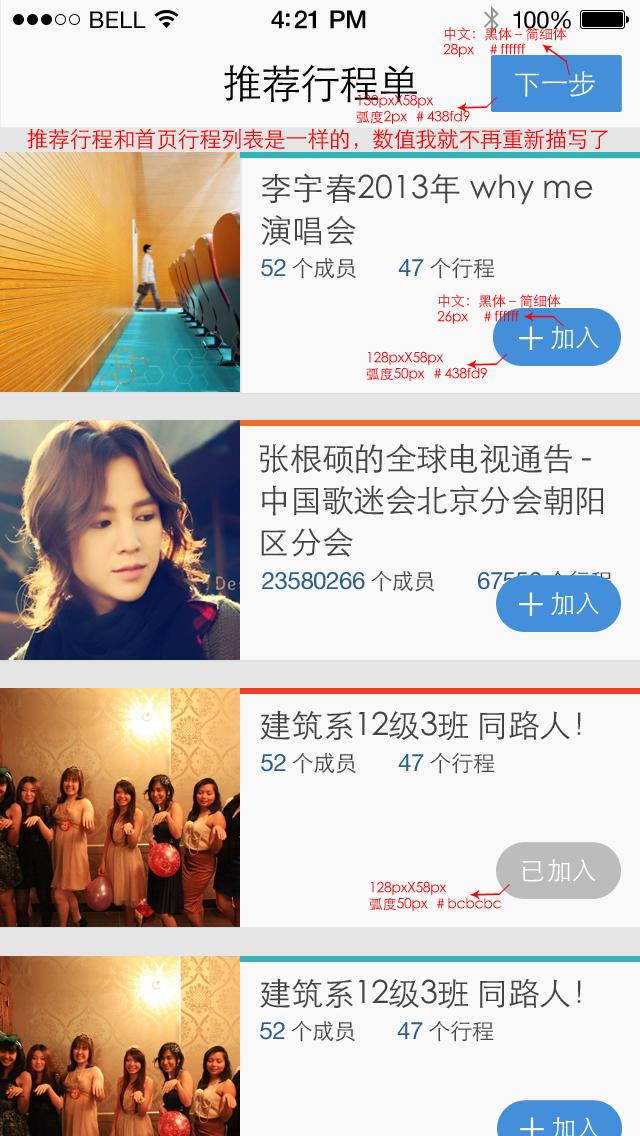 BELL 4:21 PM 100%
中文：黑体 – 简细体
28px # ffffff
推荐行程单
下一步
138pxX58px
弧度2px # 438fd9
推荐行程和首页行程列表是一样的，数值我就不再重新描写了
李宇春2013年 why me
演唱会
52 个成员 47 个行程
中文：黑体 – 简细体
26px # ffffff
加入
128pxX58px
弧度50px # 438fd9
张根硕的全球电视通告 -
中国歌迷会北京分会朝阳
区分会
23580266 个成员 67556 个行程
Des
加入
建筑系12级3班 同路人！
52 个成员 47 个行程
已加入
128pxX58px
弧度50px # bcbcbc
建筑系12级3班 同路人！
52 个成员 47 个行程
加入